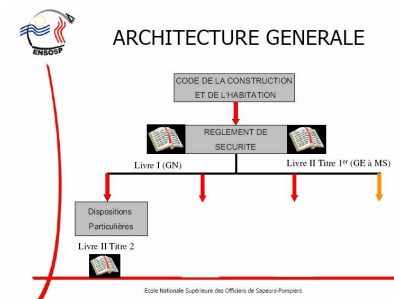 ENSOSP
ARCHITECTURE GENERALE
CODE DE LA CONSTRUCTION
ET DE L'HABITATION
REGLEMENT DE
SECURITE
Livre I (GN)
Livre II Titre 1er (GE à MS)
Dispositions
Particulières
Livre II Titre 2
Ecole Nationale Supérieure des Officiers de Sapeurs-Pompiers